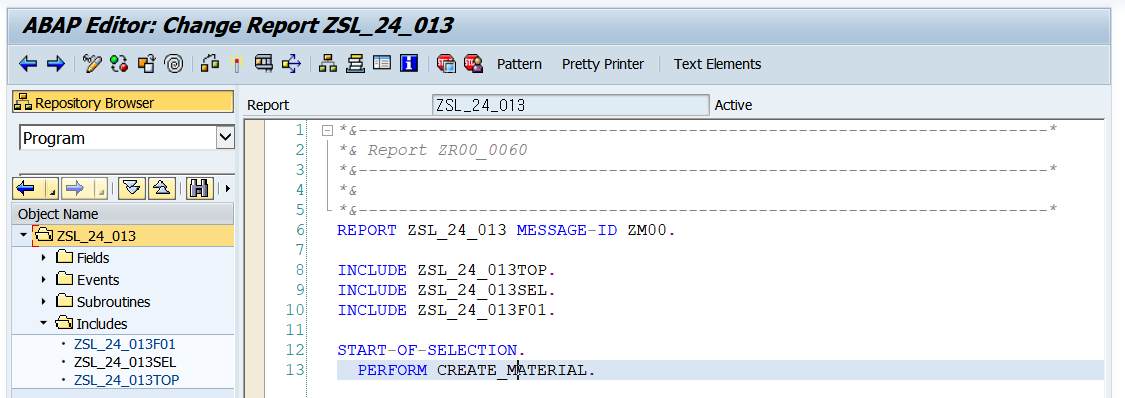 ABAP Editor: Change Report ZSL_24_013
Pattern Pretty Printer Text Elements
Repository Browser
Program
Object Name
ZSL_24_013
Fields
Events
Subroutines
Includes
ZSL_24_013F01
ZSL_24_013SEL
ZSL_24_013TOP
Report ZSL_24_013 Active
1 *&---------------------------------------------------------------------*
2 *& Report ZR00_0060
3 *&---------------------------------------------------------------------*
4 *&
5 *&---------------------------------------------------------------------*
6 REPORT ZSL_24_013 MESSAGE-ID ZM00.
7
8 INCLUDE ZSL_24_013TOP.
9 INCLUDE ZSL_24_013SEL.
10 INCLUDE ZSL_24_013F01.
11
12 START-OF-SELECTION.
13 PERFORM CREATE_MATERIAL.